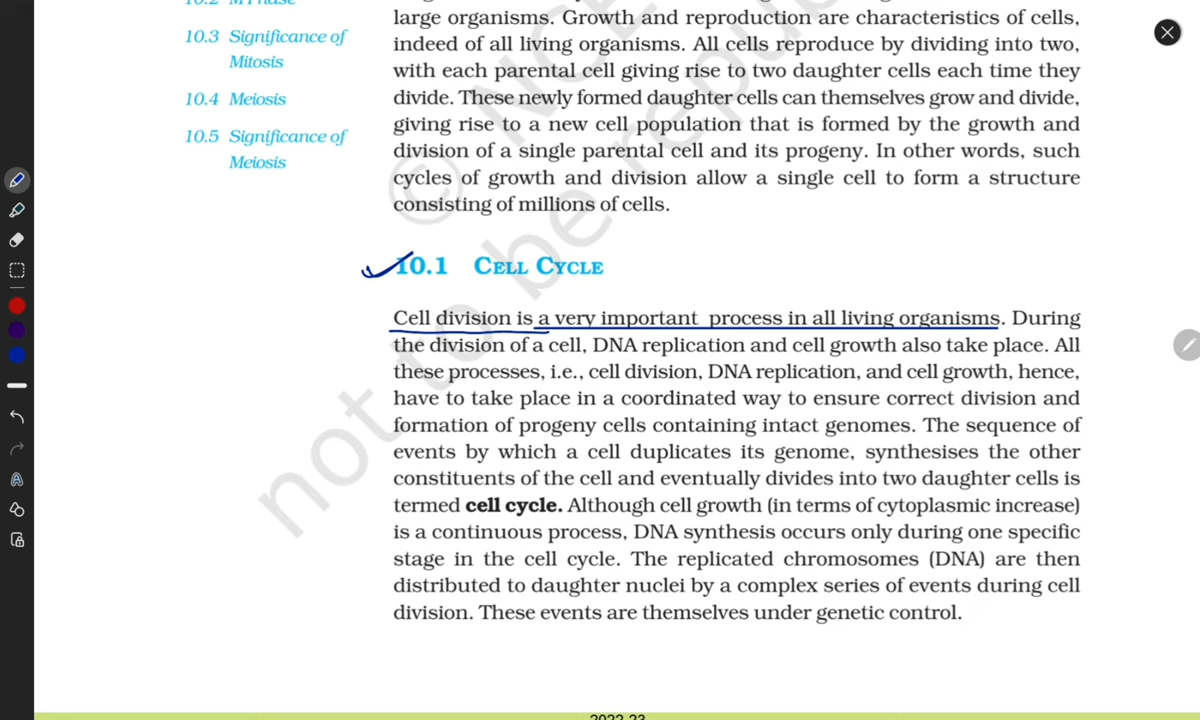 10.3 Significance of
Mitosis
10.4 Meiosis
10.5 Significance of
Meiosis
large organisms. Growth and reproduction are characteristics of cells,
indeed of all living organisms. All cells reproduce by dividing into two,
with each parental cell giving rise to two daughter cells each time they
divide. These newly formed daughter cells can themselves grow and divide,
giving rise to a new cell population that is formed by the growth and
division of a single parental cell and its progeny. In other words, such
cycles of growth and division allow a single cell to form a structure
consisting of millions of cells.
10.1 CELL CYCLE
Cell division is a very important process in all living organisms. During
the division of a cell, DNA replication and cell growth also take place. All
these processes, i.e., cell division, DNA replication, and cell growth, hence,
have to take place in a coordinated way to ensure correct division and
formation of progeny cells containing intact genomes. The sequence of
events by which a cell duplicates its genome, synthesises the other
constituents of the cell and eventually divides into two daughter cells is
termed cell cycle. Although cell growth (in terms of cytoplasmic increase)
is a continuous process, DNA synthesis occurs only during one specific
stage in the cell cycle. The replicated chromosomes (DNA) are then
distributed to daughter nuclei by a complex series of events during cell
division. These events are themselves under genetic control.
not to be republ
© NCE
2022-23